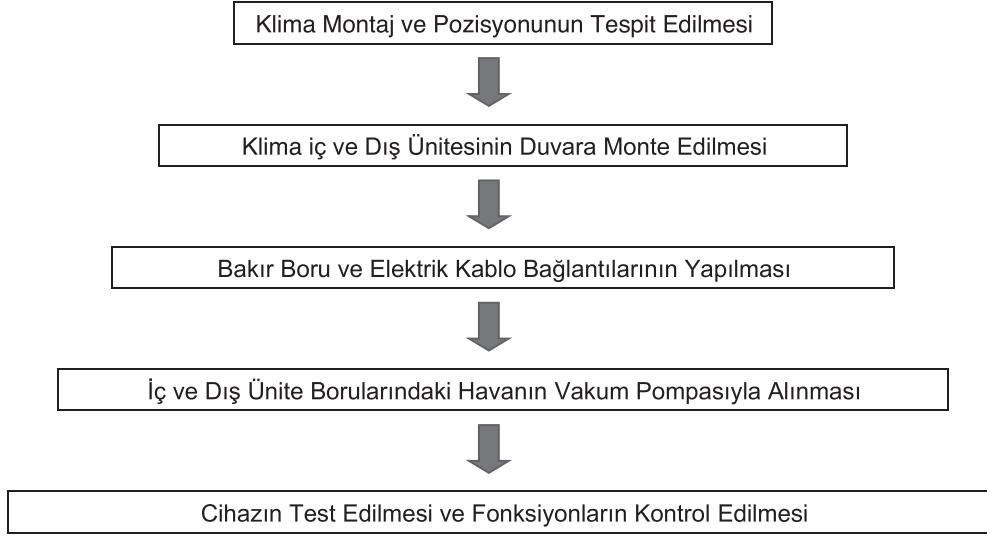 Klima Montaj ve Pozisyonunun Tespit Edilmesi
Klima iç ve Dış Ünitesinin Duvara Monte Edilmesi
Bakır Boru ve Elektrik Kablo Bağlantılarının Yapılması
İç ve Dış Ünite Borularındaki Havanın Vakum Pompasıyla Alınması
Cihazın Test Edilmesi ve Fonksiyonların Kontrol Edilmesi